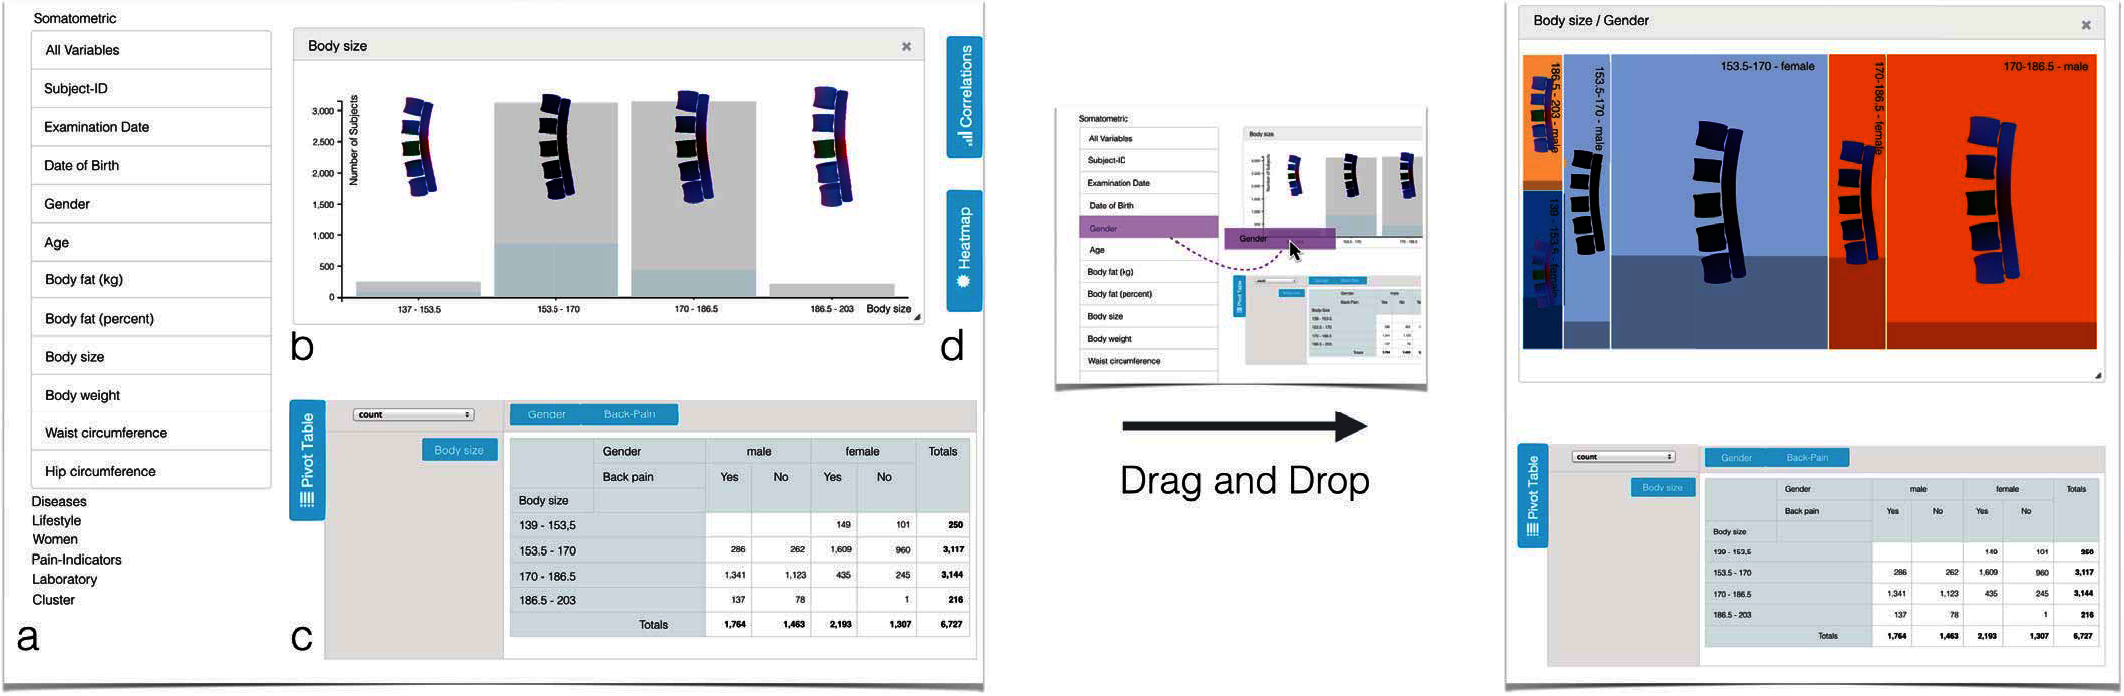 Somatometric
All Variables
Subject-ID
Examination Date
Date of Birth
Gender
Age
Body fat (kg)
Body fat (percent)
Body size
Body weight
Waist circumference
Hip circumference
Diseases
Lifestyle
Women
Pain-Indicators
Laboratory
Cluster
a
Body size
Number of Subjects
3,000
2,500
2,000
1,500
1,000
500
0
137 - 153.5 153.5 - 170 170 - 186.5 186.5 - 203 Body size
b
Correlations
Heatmap
d
Pivot Table
count
Gender Back-Pain
Body size
Gender male female Totals
Back pain Yes No Yes No
Body size
139 - 153,5 149 101 250
153.5 - 170 286 262 1,609 960 3,117
170 - 186.5 1,341 1,123 435 245 3,144
186.5 - 203 137 78 1 216
Totals 1,764 1,463 2,193 1,307 6,727
c
Somatometric
All Variables
Subject-ID
Examination Date
Date of Birth
Gender
Age
Body fat (kg)
Body fat (percent)
Body size
Body weight
Waist circumference
Body size
Gender
Pivot Table
Gender
Back Pain
Drag and Drop
Body size / Gender
186.5 - 203 - male
139 - 153.5 - female
153.5-170 - male
153.5-170 - female
170-186.5 - female
170-186.5 - male
Pivot Table
count
Gender Back-Pain
Body size
Gender male female Totals
Back pain Yes No Yes No
Body size
139 - 153,5 149 101 250
153.5 - 170 286 262 1,609 960 3,117
170 - 186.5 1,341 1,123 435 245 3,144
186.5 - 203 137 78 1 216
Totals 1,764 1,463 2,193 1,307 6,727